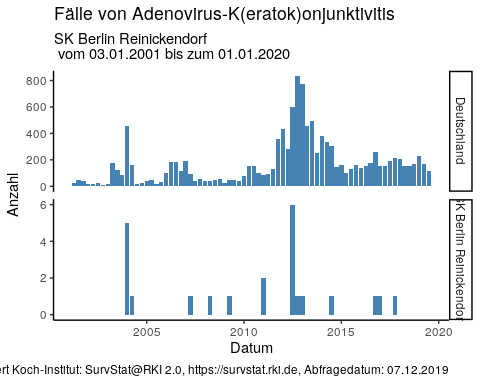 Fälle von Adenovirus-K(eratok)onjunktivitis
SK Berlin Reinickendorf
vom 03.01.2001 bis zum 01.01.2020
Anzahl
800
600
400
200
0
Deutschland
6
4
2
0
SK Berlin Reinickendorf
2005
2010
2015
2020
Datum
ert Koch-Institut: SurvStat@RKI 2.0, https://survstat.rki.de, Abfragedatum: 07.12.2019